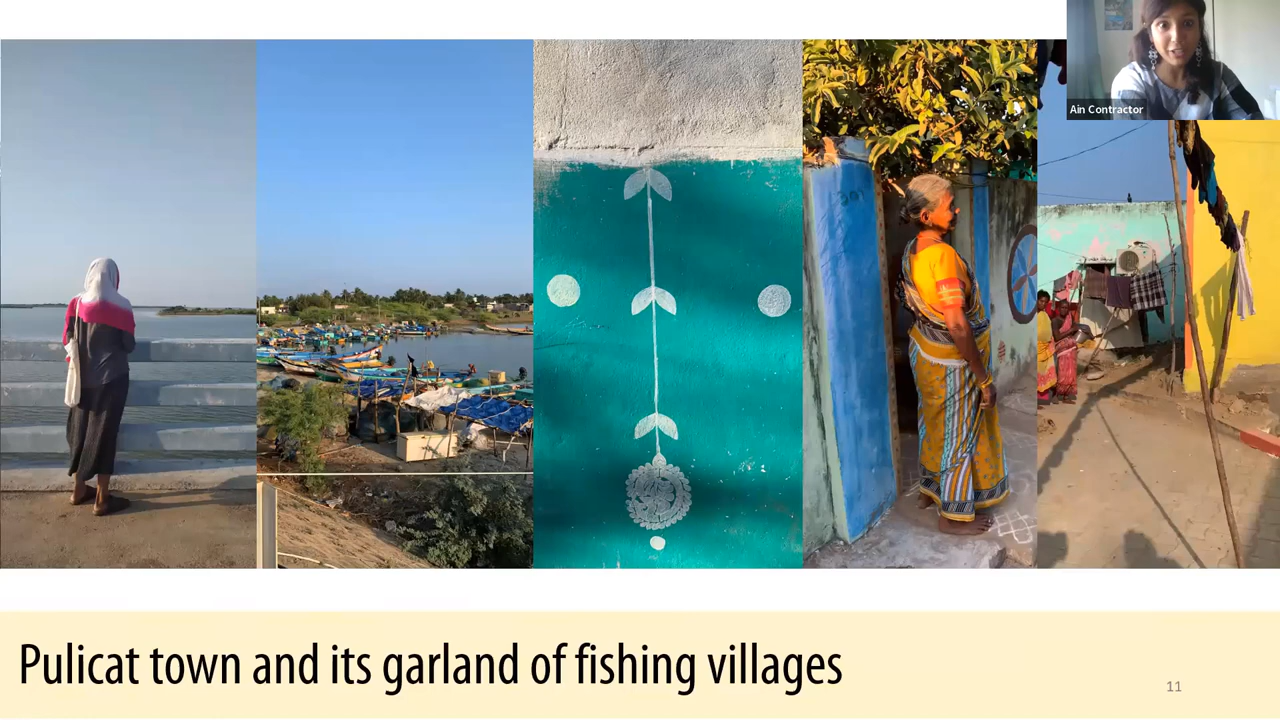 Ain Contractor
Pulicat town and its garland of fishing villages
11